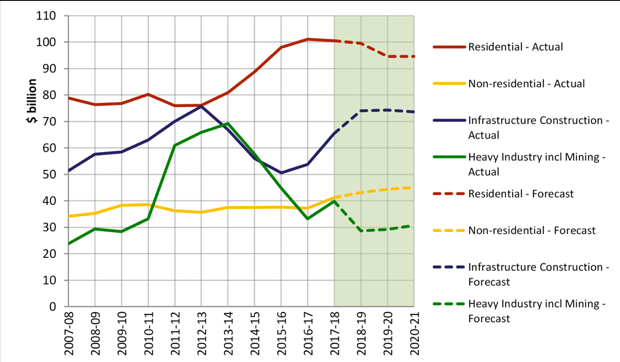 110
100
90
80
70
60
50
40
30
20
10
0
$ billion
2007-08
2008-09
2009-10
2010-11
2011-12
2012-13
2013-14
2014-15
2015-16
2016-17
2017-18
2018-19
2019-20
2020-21
Residential - Actual
Non-residential - Actual
Infrastructure Construction -
Actual
Heavy Industry incl Mining -
Actual
Residential - Forecast
Non-residential - Forecast
Infrastructure Construction -
Forecast
Heavy Industry incl Mining -
Forecast